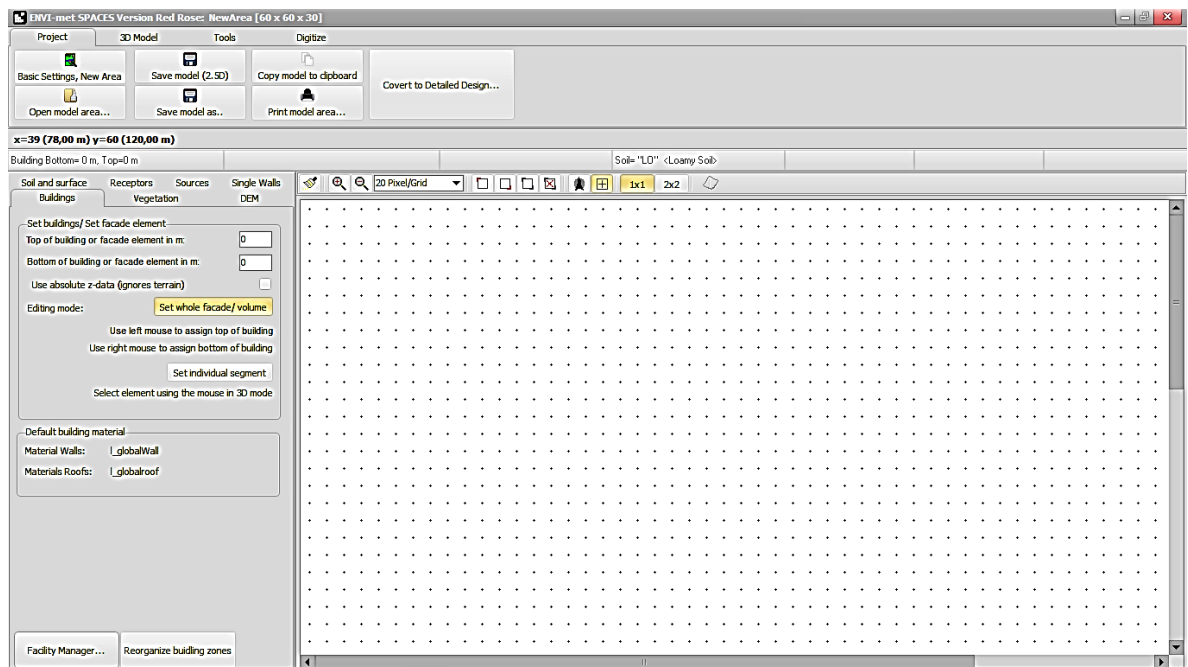 ENVI-met SPACES Version Red Rose: NewArea [60 x 60 x 30]
Project 3D Model Tools Digitize
Basic Settings, New Area Save model (2.5D) Copy model to clipboard
Covert to Detailed Design...
Open model area... Save model as.. Print model area...
x=39 (78,00 m) y=60 (120,00 m)
Building Bottom= 0 m, Top=0 m Soil= "LO" <Loamy Soil>
Soil and surface Receptors Sources Single Walls
Buildings Vegetation DEM
20 Pixel/Grid 1x1 2x2
Set buildings/ Set facade element
Top of building or facade element in m: 0
Bottom of building or facade element in m: 0
Use absolute z-data (ignores terrain)
Editing mode: Set whole facade/ volume
Use left mouse to assign top of building
Use right mouse to assign bottom of building
Set individual segment
Select element using the mouse in 3D mode
Default building material
Material Walls: !_globalWall
Materials Roofs: !_globalroof
Facility Manager... Reorganize buidling zones